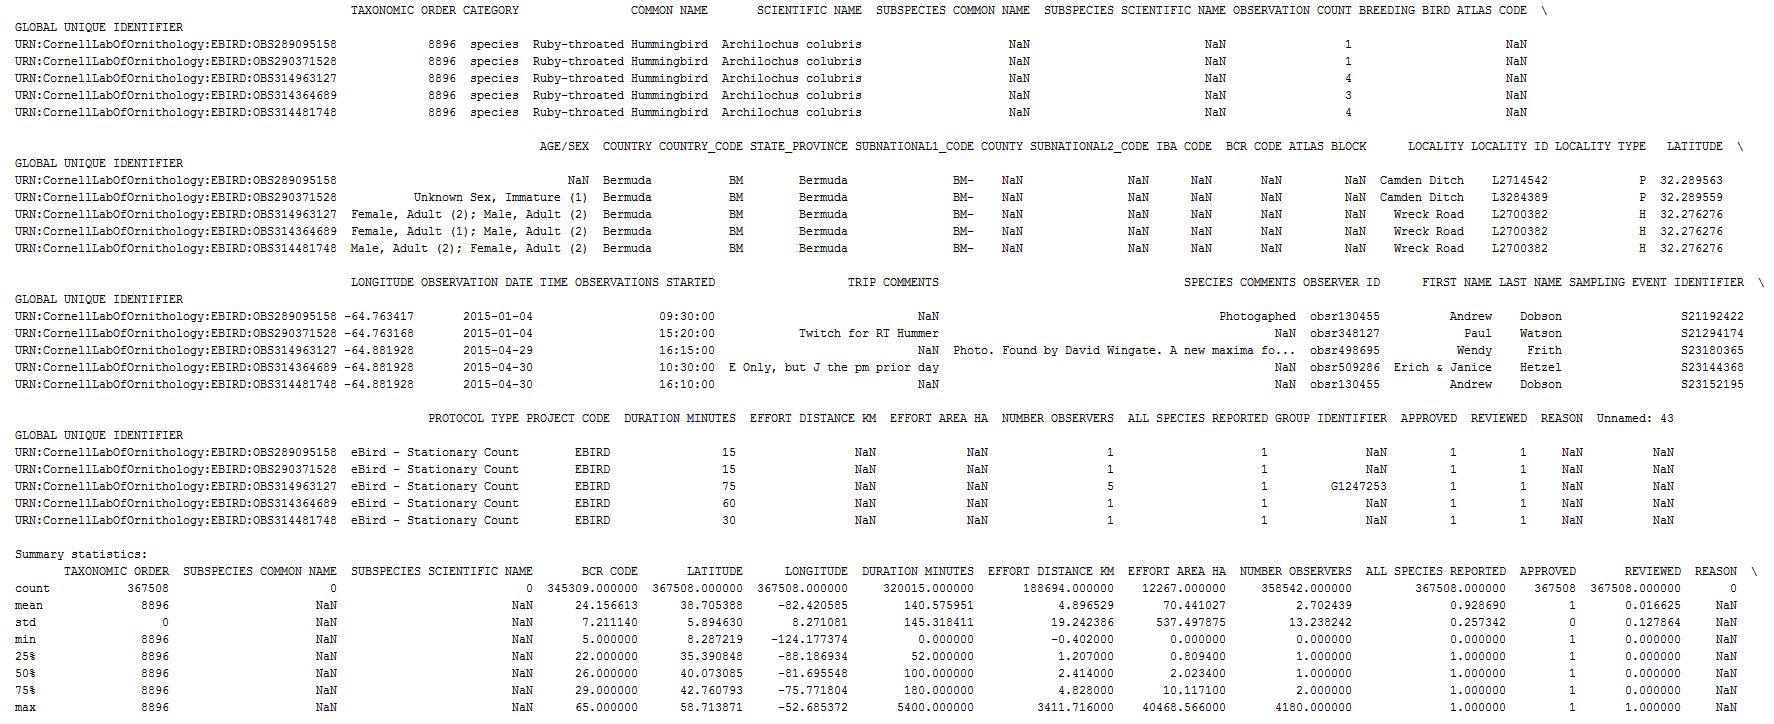 TAXONOMIC ORDER CATEGORY COMMON NAME SCIENTIFIC NAME SUBSPECIES COMMON NAME SUBSPECIES SCIENTIFIC NAME OBSERVATION COUNT BREEDING BIRD ATLAS CODE \
GLOBAL UNIQUE IDENTIFIER
URN:CornellLabOfOrnithology:EBIRD:OBS289095158 8896 species Ruby-throated Hummingbird Archilochus colubris NaN NaN 1 NaN
URN:CornellLabOfOrnithology:EBIRD:OBS290371528 8896 species Ruby-throated Hummingbird Archilochus colubris NaN NaN 1 NaN
URN:CornellLabOfOrnithology:EBIRD:OBS314963127 8896 species Ruby-throated Hummingbird Archilochus colubris NaN NaN 4 NaN
URN:CornellLabOfOrnithology:EBIRD:OBS314364689 8896 species Ruby-throated Hummingbird Archilochus colubris NaN NaN 3 NaN
URN:CornellLabOfOrnithology:EBIRD:OBS314481748 8896 species Ruby-throated Hummingbird Archilochus colubris NaN NaN 4 NaN
AGE/SEX COUNTRY COUNTRY_CODE STATE_PROVINCE SUBNATIONAL1_CODE COUNTY SUBNATIONAL2_CODE IBA CODE BCR CODE ATLAS BLOCK LOCALITY LOCALITY ID LOCALITY TYPE LATITUDE \
GLOBAL UNIQUE IDENTIFIER
URN:CornellLabOfOrnithology:EBIRD:OBS289095158 NaN Bermuda BM Bermuda BM- NaN NaN NaN NaN NaN Camden Ditch L2714542 P 32.289563
URN:CornellLabOfOrnithology:EBIRD:OBS290371528 Unknown Sex, Immature (1) Bermuda BM Bermuda BM- NaN NaN NaN NaN NaN Camden Ditch L3284389 P 32.289559
URN:CornellLabOfOrnithology:EBIRD:OBS314963127 Female, Adult (2); Male, Adult (2) Bermuda BM Bermuda BM- NaN NaN NaN NaN NaN Wreck Road L2700382 H 32.276276
URN:CornellLabOfOrnithology:EBIRD:OBS314364689 Female, Adult (1); Male, Adult (2) Bermuda BM Bermuda BM- NaN NaN NaN NaN NaN Wreck Road L2700382 H 32.276276
URN:CornellLabOfOrnithology:EBIRD:OBS314481748 Male, Adult (2); Female, Adult (2) Bermuda BM Bermuda BM- NaN NaN NaN NaN NaN Wreck Road L2700382 H 32.276276
LONGITUDE OBSERVATION DATE TIME OBSERVATIONS STARTED TRIP COMMENTS SPECIES COMMENTS OBSERVER ID FIRST NAME LAST NAME SAMPLING EVENT IDENTIFIER \
GLOBAL UNIQUE IDENTIFIER
URN:CornellLabOfOrnithology:EBIRD:OBS289095158 -64.763417 2015-01-04 09:30:00 NaN Photogaphed obsr130455 Andrew Dobson S21192422
URN:CornellLabOfOrnithology:EBIRD:OBS290371528 -64.763168 2015-01-04 15:20:00 Twitch for RT Hummer NaN obsr348127 Paul Watson S21294174
URN:CornellLabOfOrnithology:EBIRD:OBS314963127 -64.881928 2015-04-29 16:15:00 NaN Photo. Found by David Wingate. A new maxima fo... obsr498695 Wendy Frith S23180365
URN:CornellLabOfOrnithology:EBIRD:OBS314364689 -64.881928 2015-04-30 10:30:00 E Only, but J the pm prior day NaN obsr509286 Erich & Janice Hetzel S23144368
URN:CornellLabOfOrnithology:EBIRD:OBS314481748 -64.881928 2015-04-30 16:10:00 NaN NaN obsr130455 Andrew Dobson S23152195
PROTOCOL TYPE PROJECT CODE DURATION MINUTES EFFORT DISTANCE KM EFFORT AREA HA NUMBER OBSERVERS ALL SPECIES REPORTED GROUP IDENTIFIER APPROVED REVIEWED REASON Unnamed: 43
GLOBAL UNIQUE IDENTIFIER
URN:CornellLabOfOrnithology:EBIRD:OBS289095158 eBird - Stationary Count EBIRD 15 NaN NaN 1 1 NaN 1 1 NaN NaN
URN:CornellLabOfOrnithology:EBIRD:OBS290371528 eBird - Stationary Count EBIRD 15 NaN NaN 1 1 NaN 1 1 NaN NaN
URN:CornellLabOfOrnithology:EBIRD:OBS314963127 eBird - Stationary Count EBIRD 75 NaN NaN 5 1 G1247253 1 1 NaN NaN
URN:CornellLabOfOrnithology:EBIRD:OBS314364689 eBird - Stationary Count EBIRD 60 NaN NaN 1 1 NaN 1 1 NaN NaN
URN:CornellLabOfOrnithology:EBIRD:OBS314481748 eBird - Stationary Count EBIRD 30 NaN NaN 1 1 NaN 1 1 NaN NaN
Summary statistics:
TAXONOMIC ORDER SUBSPECIES COMMON NAME SUBSPECIES SCIENTIFIC NAME BCR CODE LATITUDE LONGITUDE DURATION MINUTES EFFORT DISTANCE KM EFFORT AREA HA NUMBER OBSERVERS ALL SPECIES REPORTED APPROVED REVIEWED REASON \
count 367508 0 0 345309.000000 367508.000000 367508.000000 320015.000000 188694.000000 12267.000000 358542.000000 367508.000000 367508 367508.000000 0
mean 8896 NaN NaN 24.156613 38.705388 -82.420585 140.575951 4.896529 70.441027 2.702439 0.928690 1 0.016625 NaN
std 0 NaN NaN 7.211140 5.894630 8.271081 145.318411 19.242386 537.497875 13.238242 0.257342 0 0.127864 NaN
min 8896 NaN NaN 5.000000 8.287219 -124.177374 0.000000 -0.402000 0.000000 0.000000 0.000000 1 0.000000 NaN
25% 8896 NaN NaN 22.000000 35.390848 -88.186934 52.000000 1.207000 0.809400 1.000000 1.000000 1 0.000000 NaN
50% 8896 NaN NaN 26.000000 40.073085 -81.695548 100.000000 2.414000 2.023400 1.000000 1.000000 1 0.000000 NaN
75% 8896 NaN NaN 29.000000 42.760793 -75.771804 180.000000 4.828000 10.117100 2.000000 1.000000 1 0.000000 NaN
max 8896 NaN NaN 65.000000 58.713871 -52.685372 5400.000000 3411.716000 40468.566000 4180.000000 1.000000 1 1.000000 NaN